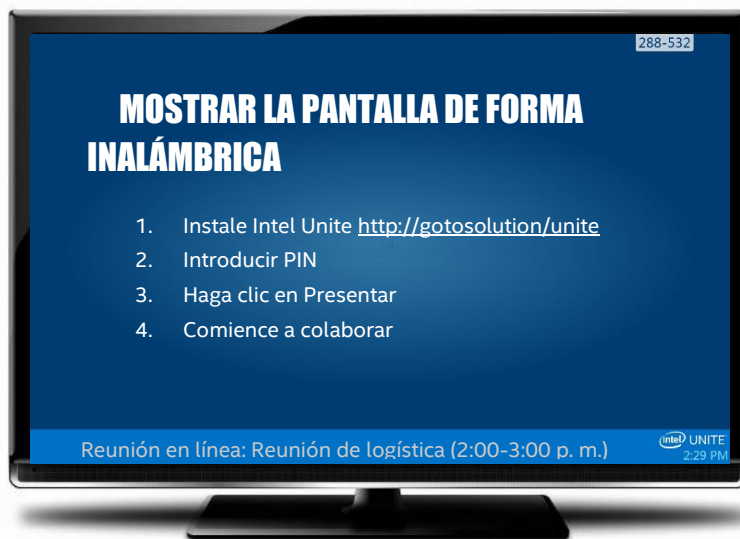 288-532
MOSTRAR LA PANTALLA DE FORMA
INALÁMBRICA
1. Instale Intel Unite http://gotosolution/unite
2. Introducir PIN
3. Haga clic en Presentar
4. Comience a colaborar
Reunión en línea: Reunión de logística (2:00-3:00 p. m.)
intel UNITE
2:29 PM